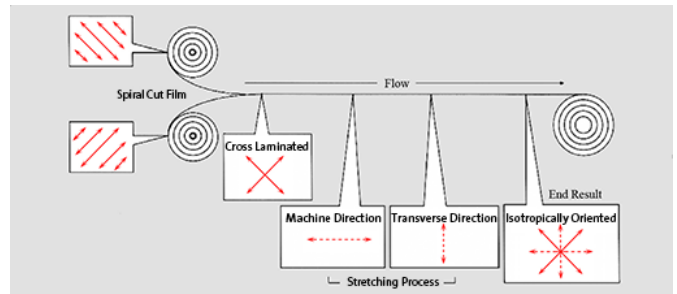 Flow
Spiral Cut Film
Cross Laminated
End Result
Machine Direction
Transverse Direction
Isotropically Oriented
Stretching Process